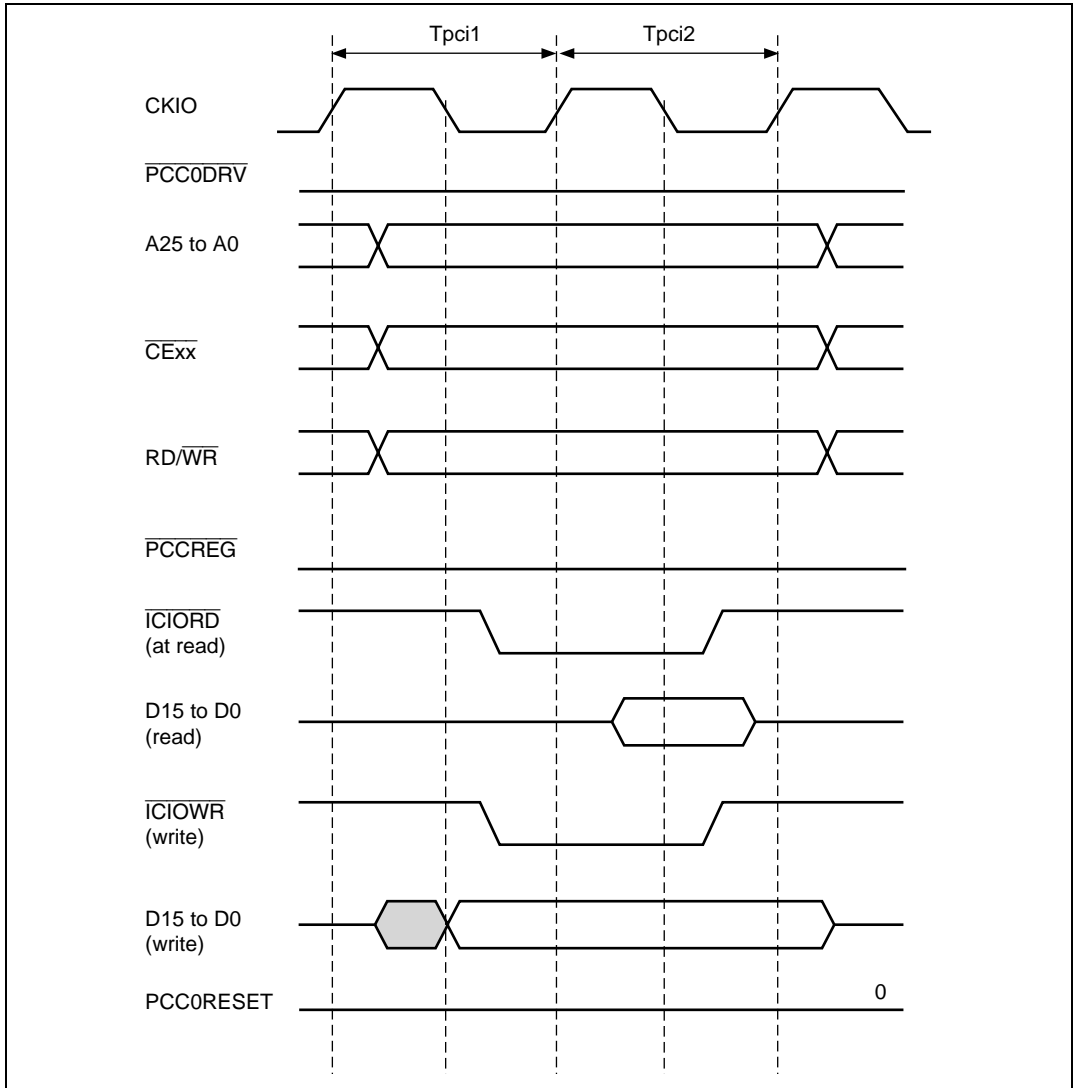 Tpci1 Tpci2
CKIO
PCC0DRV
A25 to A0
CExx
RD/WR
PCCREG
ICIORD
(at read)
D15 to D0
(read)
ICIOWR
(write)
D15 to D0
(write)
PCC0RESET 0